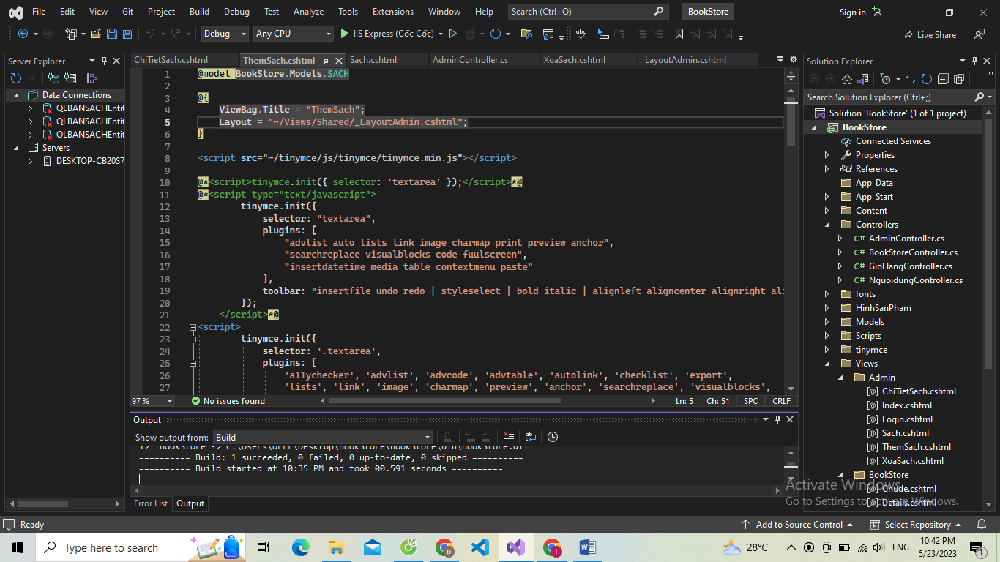 File Edit View Git Project Build Debug Test Analyze Tools Extensions Window Help Search (Ctrl+Q) BookStore Sign in
Debug Any CPU IIS Express (Cốc Cốc) Live Share
Server Explorer
Data Connections
QLBANSACHEntit
QLBANSACHEntit
QLBANSACHEntit
Servers
DESKTOP-CB20S7
ChiTietSach.cshtml ThemSach.cshtml Sach.cshtml AdminController.cs XoaSach.cshtml _LayoutAdmin.cshtml
1 @model BookStore.Models.SACH
2
3 @{
4 ViewBag.Title = "ThemSach";
5 Layout = "~/Views/Shared/_LayoutAdmin.cshtml";
6 }
7
8 <script src="~/tinymce/js/tinymce/tinymce.min.js"></script>
9
10 @*<script>tinymce.init({ selector: 'textarea' });</script>*@
11 @*<script type="text/javascript">
12 tinymce.init({
13 selector: "textarea",
14 plugins: [
15 "advlist auto lists link image charmap print preview anchor",
16 "searchreplace visualblocks code fuulscreen",
17 "insertdatetime media table contextmenu paste"
18 ],
19 toolbar: "insertfile undo redo | styleselect | bold italic | alignleft aligncenter alignright ali
20 });
21 </script>*@
22 <script>
23 tinymce.init({
24 selector: '.textarea',
25 plugins: [
26 'a11ychecker', 'advlist', 'advcode', 'advtable', 'autolink', 'checklist', 'export',
27 'lists', 'link', 'image', 'charmap', 'preview', 'anchor', 'searchreplace', 'visualblocks',
97 % No issues found Ln: 5 Ch: 51 SPC CRLF
Output
Show output from: Build
1> BookStore -> C:\Users\DELL\Desktop\BookStore\BookStore\bin\BookStore.dll
========== Build: 1 succeeded, 0 failed, 0 up-to-date, 0 skipped ==========
========== Build started at 10:35 PM and took 00.591 seconds ==========
Error List Output
Solution Explorer
Search Solution Explorer (Ctrl+;)
Solution 'BookStore' (1 of 1 project)
BookStore
Connected Services
Properties
References
App_Data
App_Start
Content
Controllers
C# AdminController.cs
C# BookStoreController.cs
C# GioHangController.cs
C# NguoidungController.cs
fonts
HinhSanPham
Models
Scripts
tinymce
Views
Admin
[@] ChiTietSach.cshtml
[@] Index.cshtml
[@] Login.cshtml
[@] Sach.cshtml
[@] ThemSach.cshtml
[@] XoaSach.cshtml
BookStore
[@] Chude.cshtml
[@] Details.cshtml
Activate Windows
Go to Settings to activate Windows.
Ready Add to Source Control Select Repository
Type here to search 28°C ENG 10:42 PM
5/23/2023 1